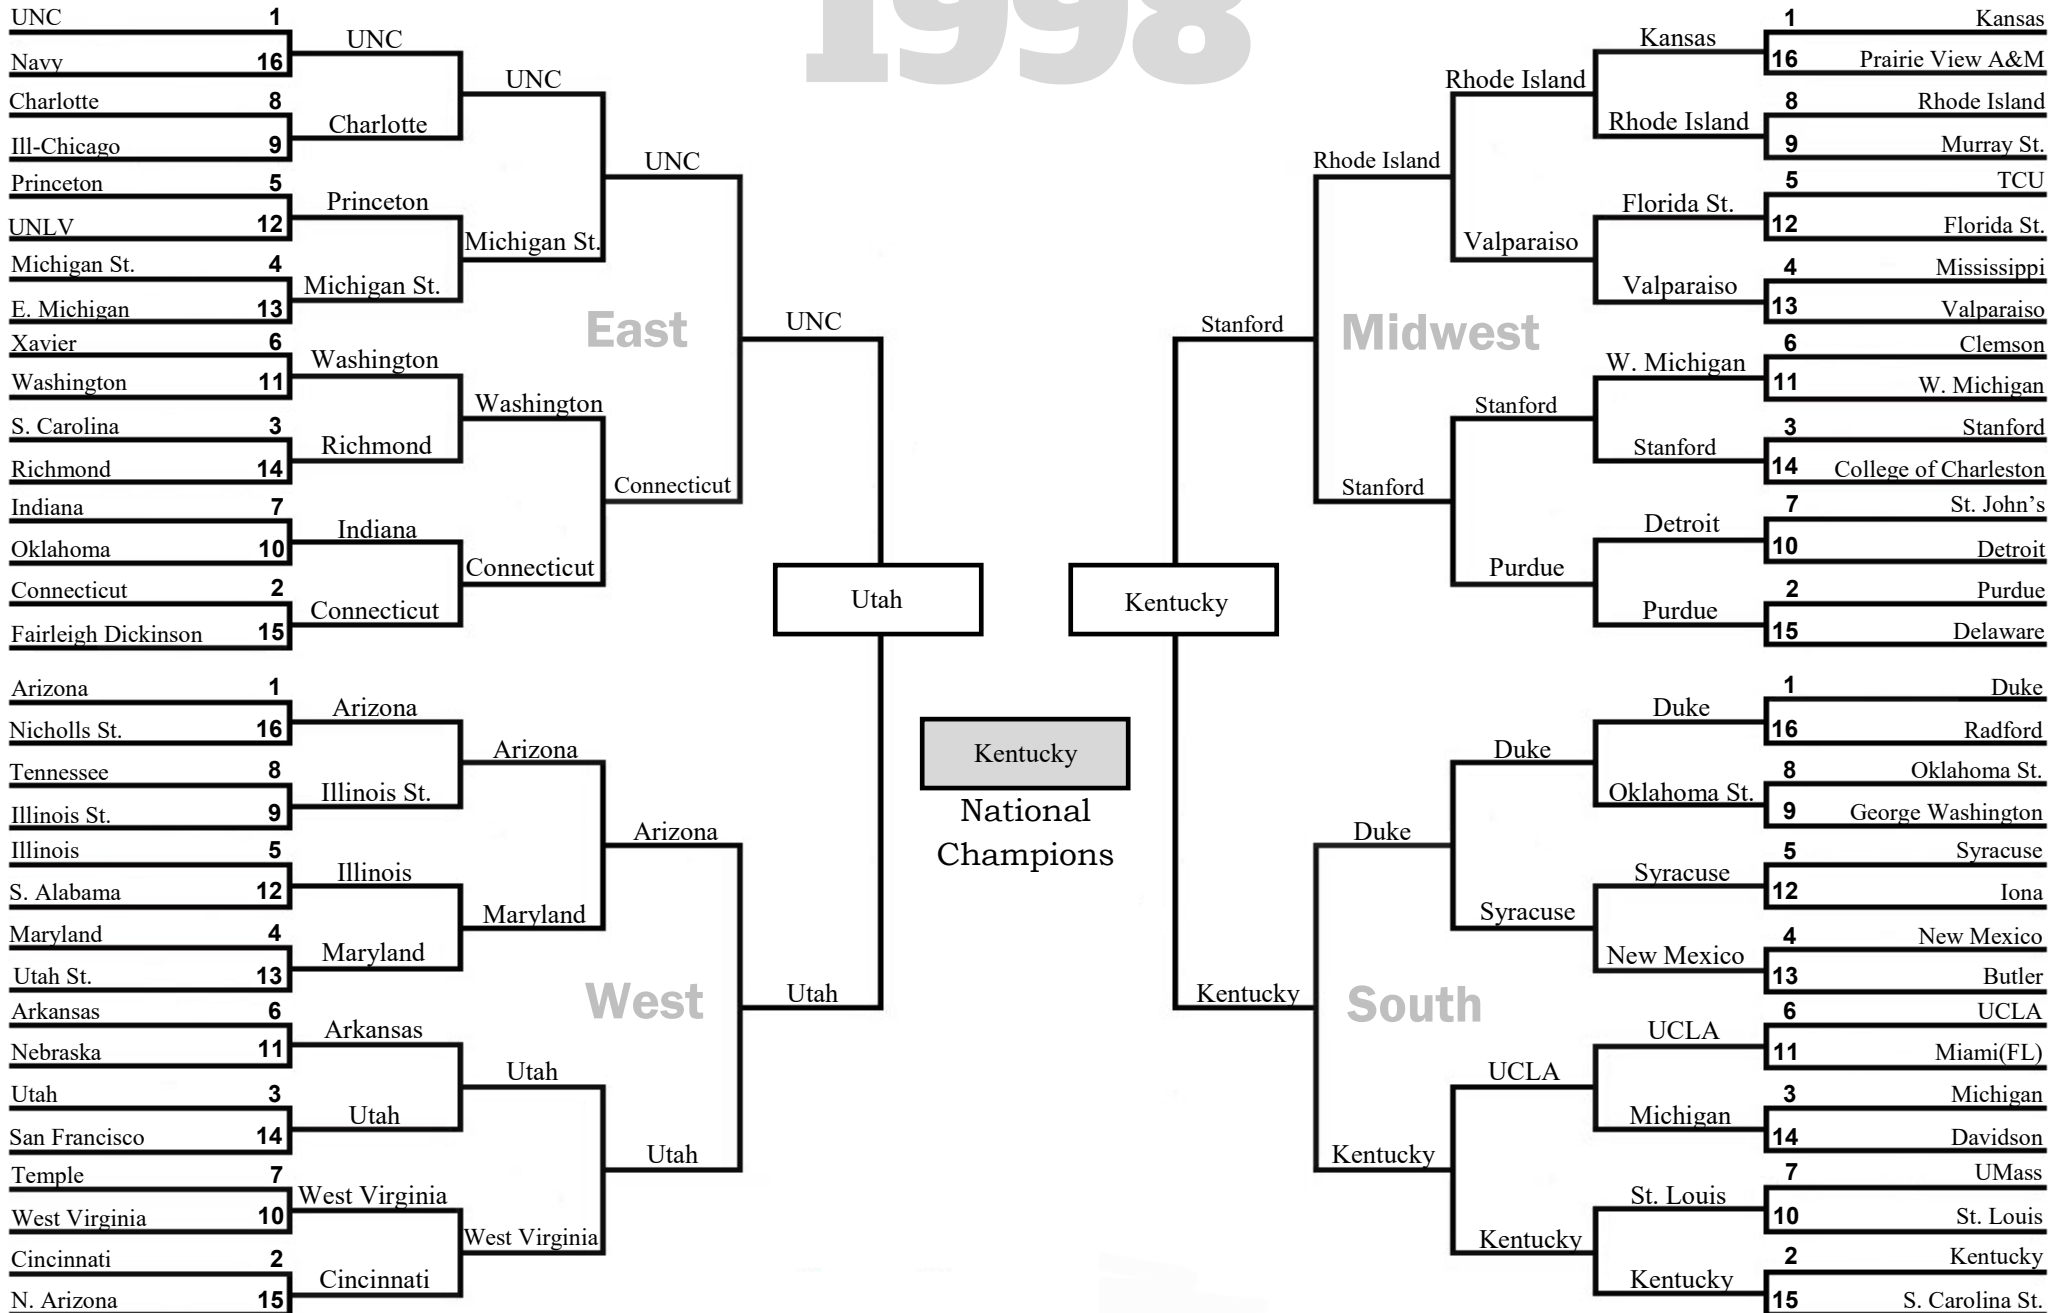 1998
UNC 1
Navy 16
Charlotte 8
Ill-Chicago 9
Princeton 5
UNLV 12
Michigan St. 4
E. Michigan 13
Xavier 6
Washington 11
S. Carolina 3
Richmond 14
Indiana 7
Oklahoma 10
Connecticut 2
Fairleigh Dickinson 15
UNC
Charlotte
Princeton
Michigan St.
Washington
Richmond
Indiana
Connecticut
UNC
Michigan St.
Washington
Connecticut
UNC
Connecticut
East
UNC
Arizona 1
Nicholls St. 16
Tennessee 8
Illinois St. 9
Illinois 5
S. Alabama 12
Maryland 4
Utah St. 13
Arkansas 6
Nebraska 11
Utah 3
San Francisco 14
Temple 7
West Virginia 10
Cincinnati 2
N. Arizona 15
Arizona
Illinois St.
Illinois
Maryland
Arkansas
Utah
West Virginia
Cincinnati
Arizona
Maryland
Utah
West Virginia
Arizona
Utah
West
Utah
Utah
Kentucky
Kentucky
National
Champions
1 Kansas
16 Prairie View A&M
8 Rhode Island
9 Murray St.
5 TCU
12 Florida St.
4 Mississippi
13 Valparaiso
6 Clemson
11 W. Michigan
3 Stanford
14 College of Charleston
7 St. John’s
10 Detroit
2 Purdue
15 Delaware
Kansas
Rhode Island
Florida St.
Valparaiso
W. Michigan
Stanford
Detroit
Purdue
Rhode Island
Valparaiso
Stanford
Purdue
Rhode Island
Stanford
Midwest
Stanford
1 Duke
16 Radford
8 Oklahoma St.
9 George Washington
5 Syracuse
12 Iona
4 New Mexico
13 Butler
6 UCLA
11 Miami(FL)
3 Michigan
14 Davidson
7 UMass
10 St. Louis
2 Kentucky
15 S. Carolina St.
Duke
Oklahoma St.
Syracuse
New Mexico
UCLA
Michigan
St. Louis
Kentucky
Duke
Syracuse
UCLA
Kentucky
Duke
Kentucky
South
Kentucky